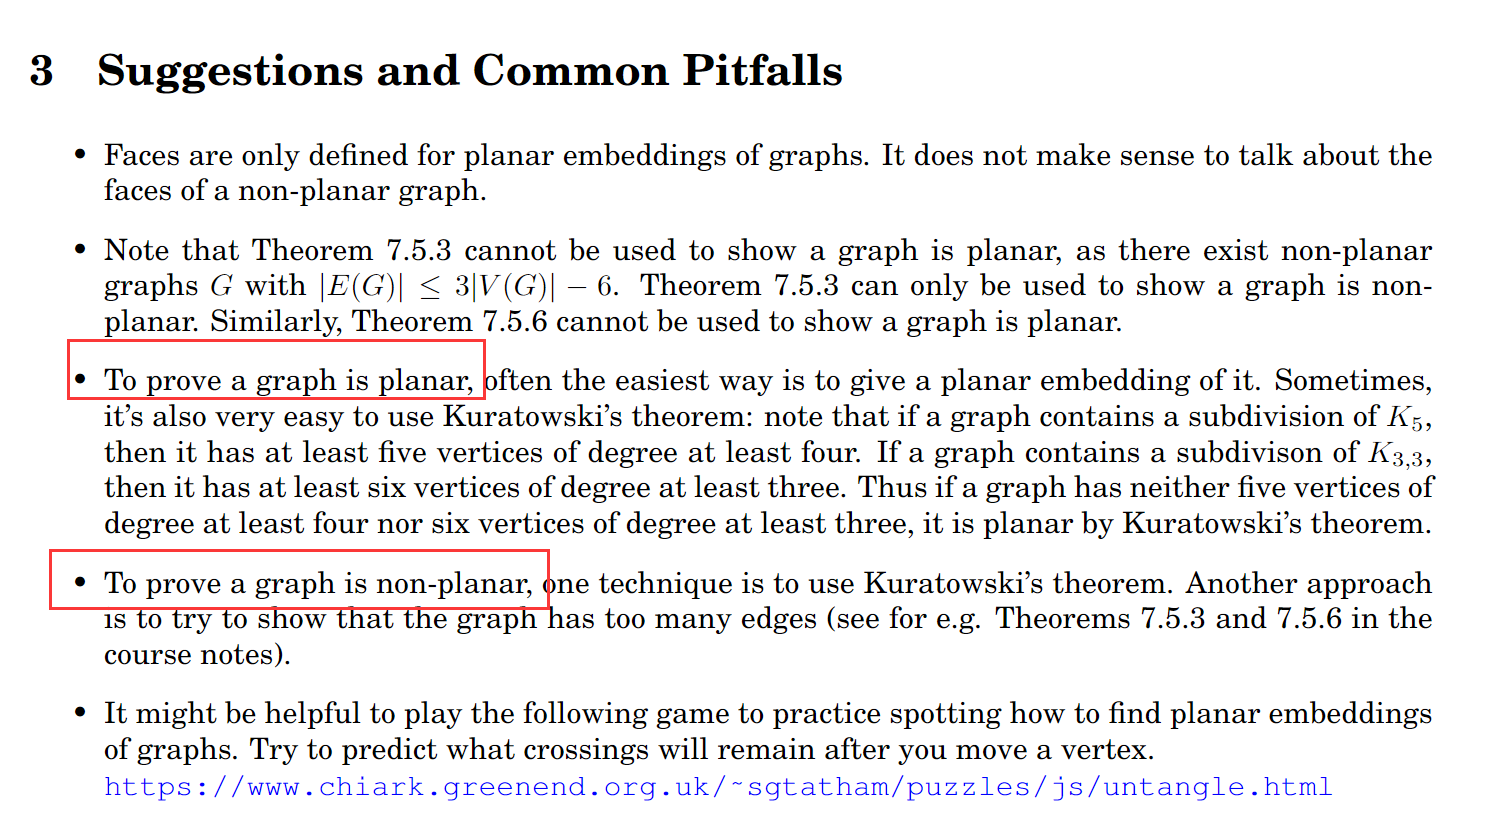 3 Suggestions and Common Pitfalls
• Faces are only defined for planar embeddings of graphs. It does not make sense to talk about the
faces of a non-planar graph.
• Note that Theorem 7.5.3 cannot be used to show a graph is planar, as there exist non-planar
graphs G with |E(G)| ≤ 3|V(G)| − 6. Theorem 7.5.3 can only be used to show a graph is non-
planar. Similarly, Theorem 7.5.6 cannot be used to show a graph is planar.
• To prove a graph is planar, often the easiest way is to give a planar embedding of it. Sometimes,
it's also very easy to use Kuratowski's theorem: note that if a graph contains a subdivision of K₅,
then it has at least five vertices of degree at least four. If a graph contains a subdivison of K₃,₃,
then it has at least six vertices of degree at least three. Thus if a graph has neither five vertices of
degree at least four nor six vertices of degree at least three, it is planar by Kuratowski's theorem.
• To prove a graph is non-planar, one technique is to use Kuratowski's theorem. Another approach
is to try to show that the graph has too many edges (see for e.g. Theorems 7.5.3 and 7.5.6 in the
course notes).
• It might be helpful to play the following game to practice spotting how to find planar embeddings
of graphs. Try to predict what crossings will remain after you move a vertex.
https://www.chiark.greenend.org.uk/~sgtatham/puzzles/js/untangle.html